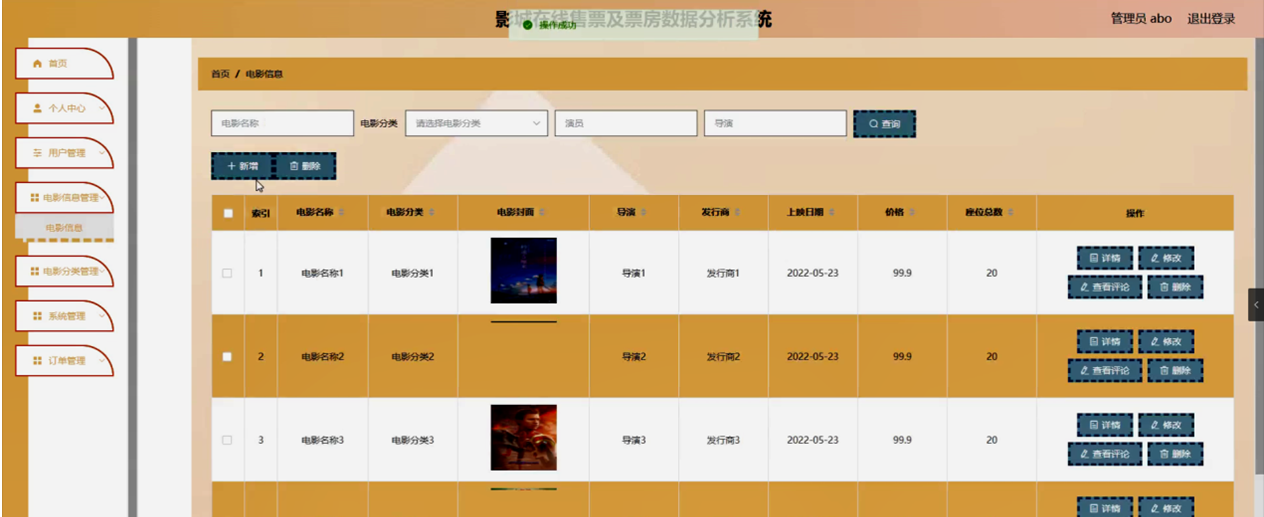 影城在线售票及票房数据分析系统
操作成功
管理员 abo 退出登录
首页
个人中心
用户管理
电影信息管理
电影信息
电影分类管理
系统管理
订单管理
首页 / 电影信息
电影名称 电影分类 请选择电影分类 演员 导演 查询
新增 删除
索引 电影名称 电影分类 电影封面 导演 发行商 上映日期 价格 座位总数 操作
1 电影名称1 电影分类1 导演1 发行商1 2022-05-23 99.9 20 详情 修改
查看评论 删除
2 电影名称2 电影分类2 导演2 发行商2 2022-05-23 99.9 20 详情 修改
查看评论 删除
3 电影名称3 电影分类3 导演3 发行商3 2022-05-23 99.9 20 详情 修改
查看评论 删除
详情 修改